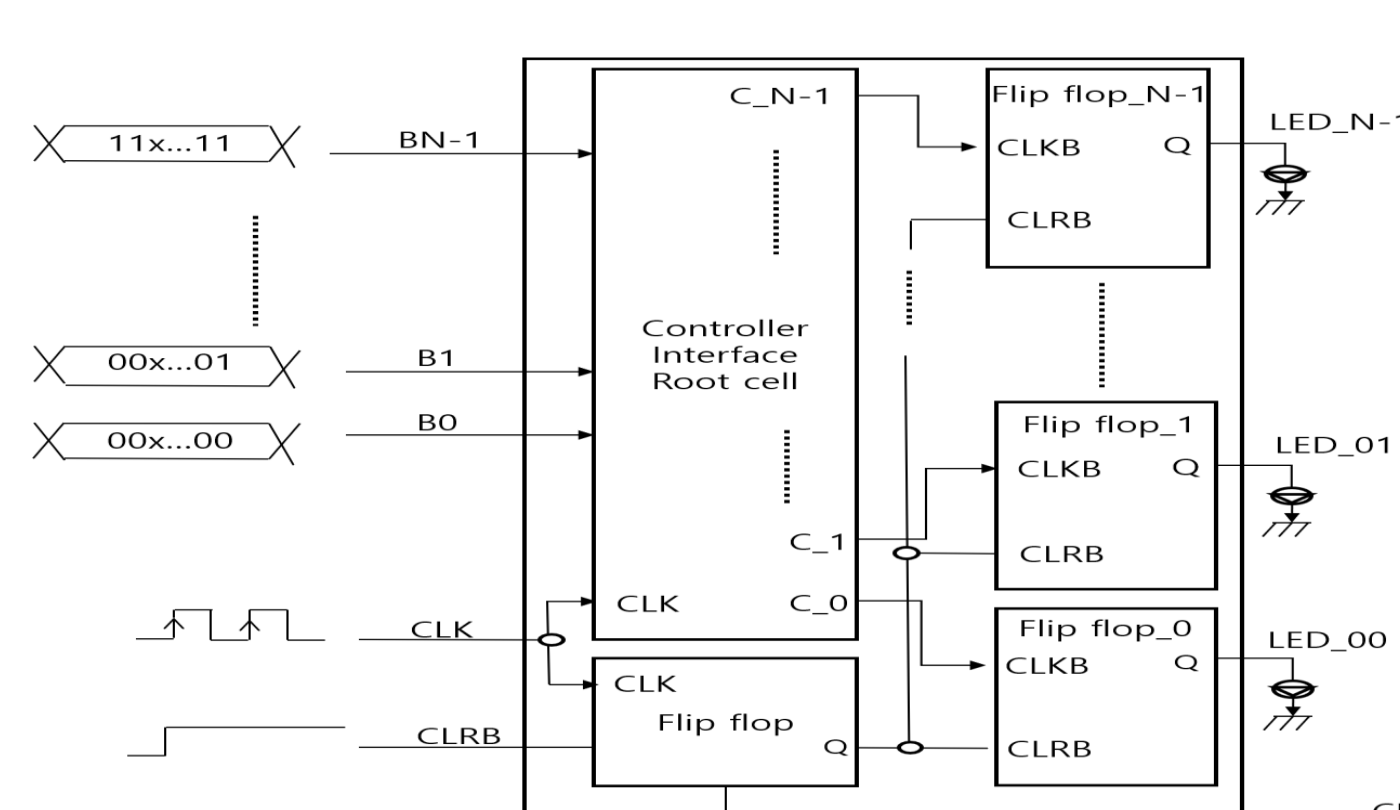 C_N-1
Flip flop_N-1
LED_N-1
11x...11
BN-1
CLKB
Q
CLRB
Controller
Interface
Root cell
00x...01
B1
00x...00
B0
Flip flop_1
LED_01
CLKB
Q
C_1
CLRB
CLK
C_0
CLK
Flip flop_0
LED_00
CLKB
Q
CLK
Flip flop
CLRB
Q
CLRB